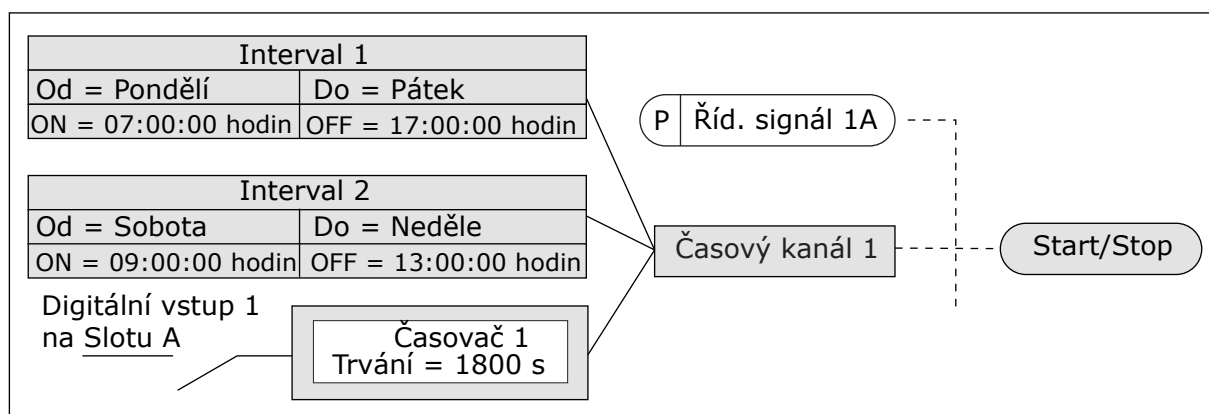 Interval 1
Od = Pondělí Do = Pátek
ON = 07:00:00 hodin OFF = 17:00:00 hodin
P Říd. signál 1A
Interval 2
Od = Sobota Do = Neděle
ON = 09:00:00 hodin OFF = 13:00:00 hodin
Časový kanál 1
Start/Stop
Digitální vstup 1
na Slotu A
Časovač 1
Trvání = 1800 s